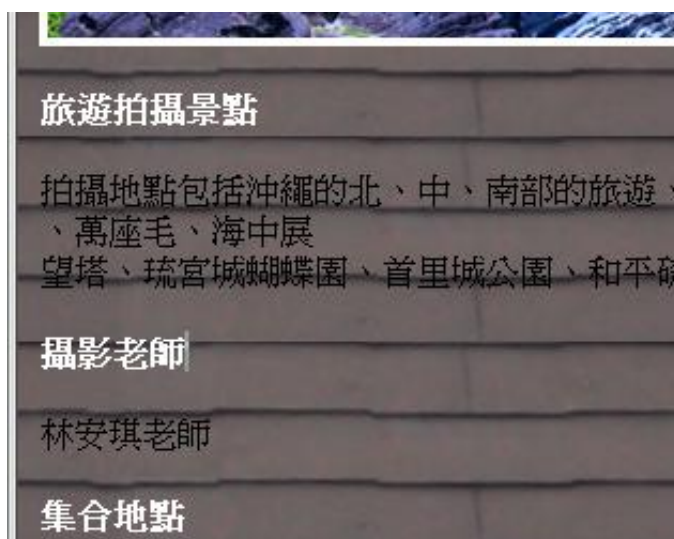 旅遊拍攝景點
拍攝地點包括沖繩的北、中、南部的旅遊、
、萬座毛、海中展
望塔、琉宮城蝴蝶園、首里城公園、和平
攝影老師
林安琪老師
集合地點